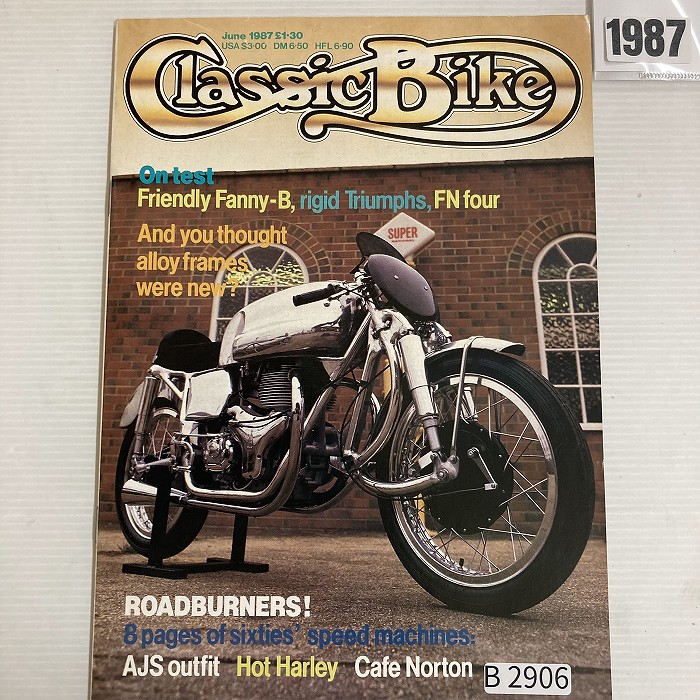 June 1987 £1·30
USA $3·00 DM 6·50 HFL 6·90
1987
Classic Bike
On test
Friendly Fanny-B, rigid Triumphs, FN four
And you thought
alloy frames
were new?
SUPER
ROADBURNERS!
8 pages of sixties' speed machines.
AJS outfit Hot Harley Cafe Norton
B 2906